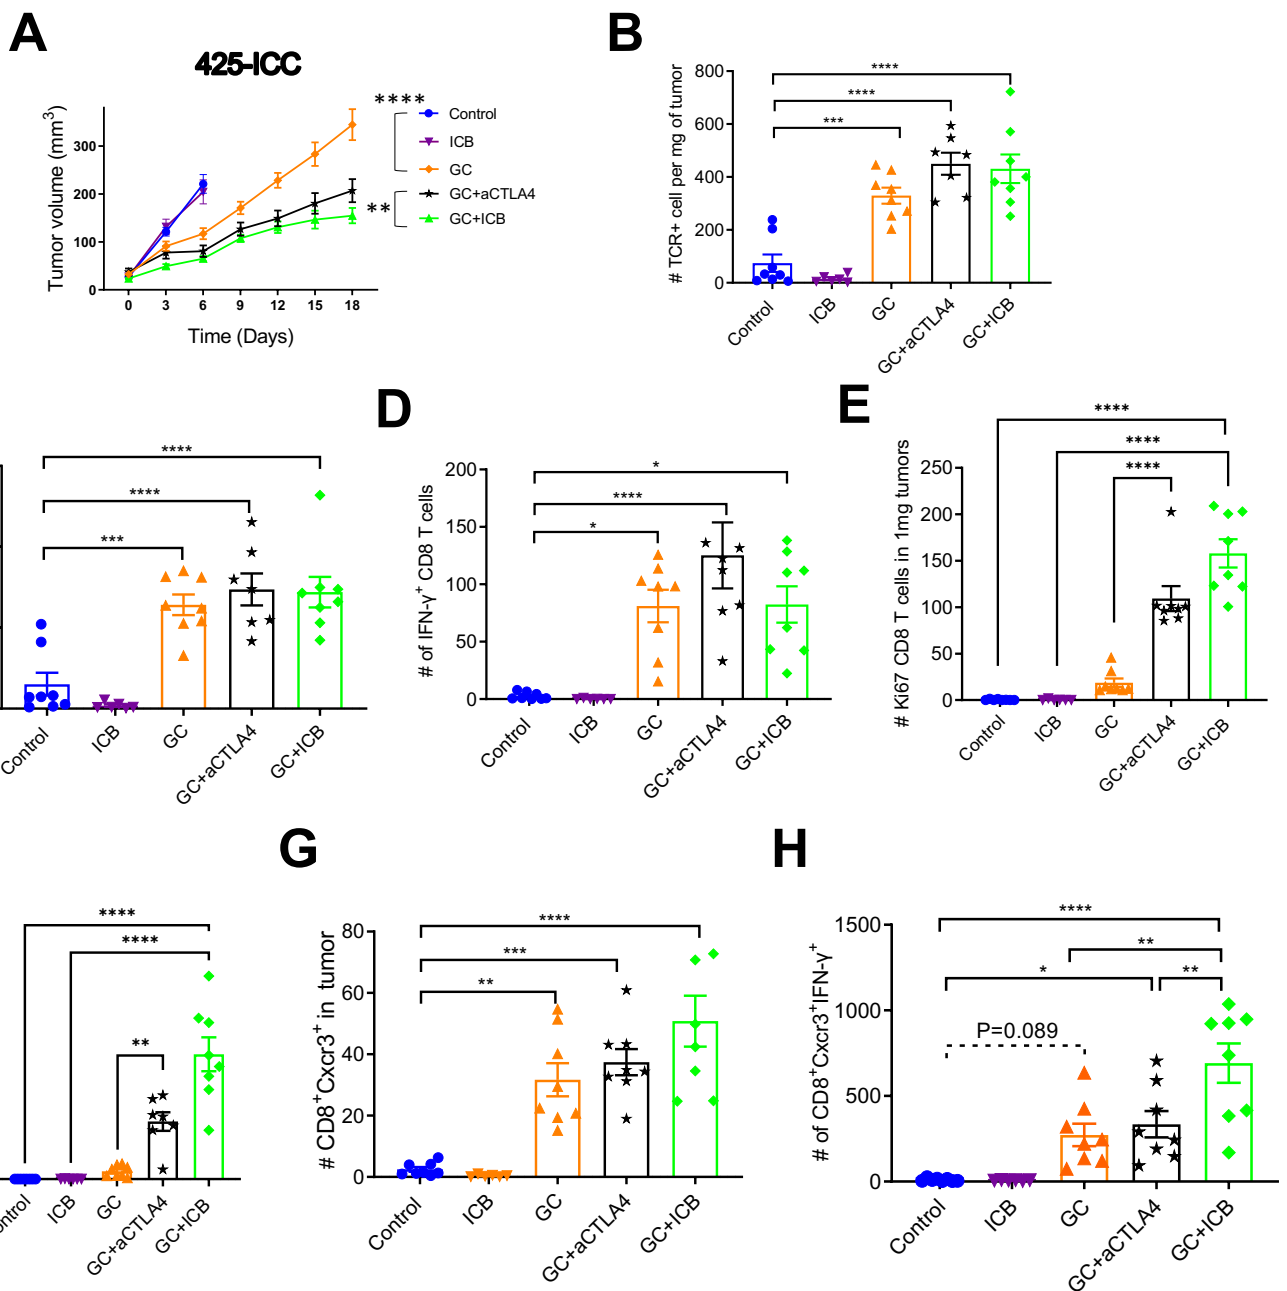 A
425-ICC
Tumor volume (mm³)
300
200
100
0
0 3 6 9 12 15 18
Time (Days)
****
Control
ICB
GC
**
GC+aCTLA4
GC+ICB
B
# TCR+ cell per mg of tumor
800
600
400
200
0
****
****
***
Control ICB GC GC+aCTLA4 GC+ICB
****
****
***
Control ICB GC GC+aCTLA4 GC+ICB
D
# of IFN-γ⁺ CD8 T cells
200
150
100
50
0
*
****
*
Control ICB GC GC+aCTLA4 GC+ICB
E
# Ki67 CD8 T cells in 1mg tumors
250
200
150
100
50
0
****
****
****
Control ICB GC GC+aCTLA4 GC+ICB
****
****
**
ontrol ICB GC GC+aCTLA4 GC+ICB
G
# CD8⁺Cxcr3⁺ in tumor
80
60
40
20
0
****
***
**
Control ICB GC GC+aCTLA4 GC+ICB
H
# of CD8⁺Cxcr3⁺IFN-γ⁺
1500
1000
500
0
****
**
* **
P=0.089
Control ICB GC GC+aCTLA4 GC+ICB